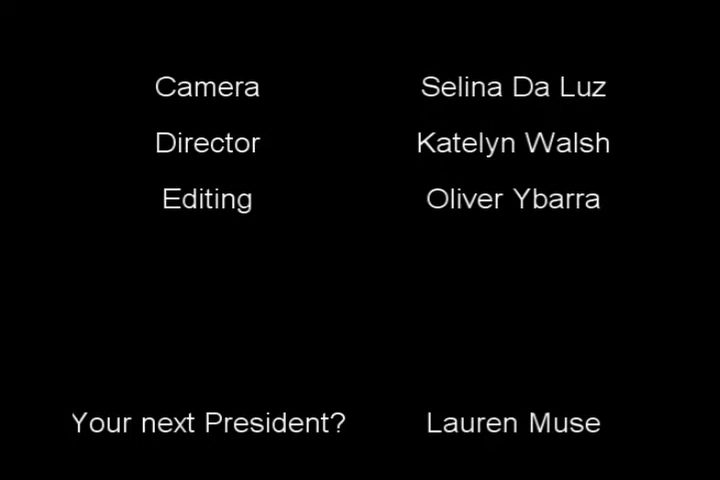 Camera Selina Da Luz
Director Katelyn Walsh
Editing Oliver Ybarra
Your next President? Lauren Muse